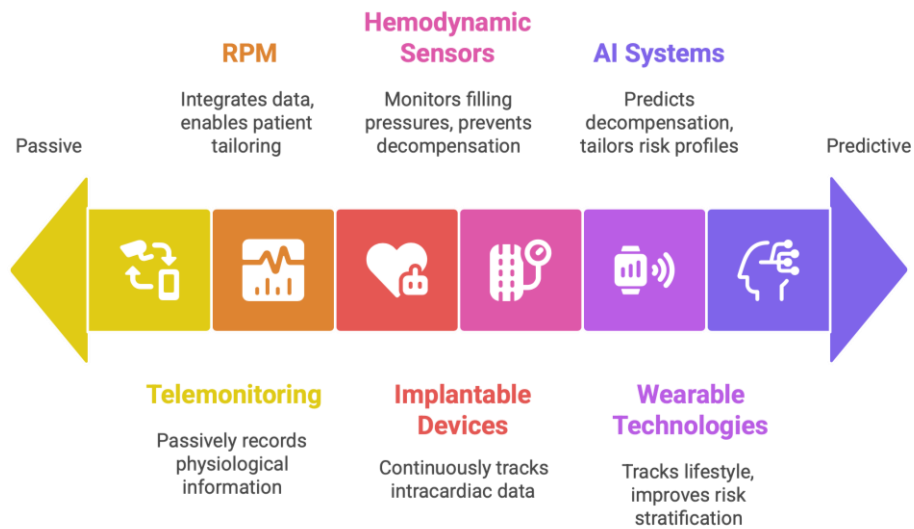 Hemodynamic
Sensors
RPM
AI Systems
Integrates data,
enables patient
tailoring
Monitors filling
pressures, prevents
decompensation
Predicts
decompensation,
tailors risk profiles
Passive
Predictive
Telemonitoring
Passively records
physiological
information
Implantable
Devices
Continuously tracks
intracardiac data
Wearable
Technologies
Tracks lifestyle,
improves risk
stratification